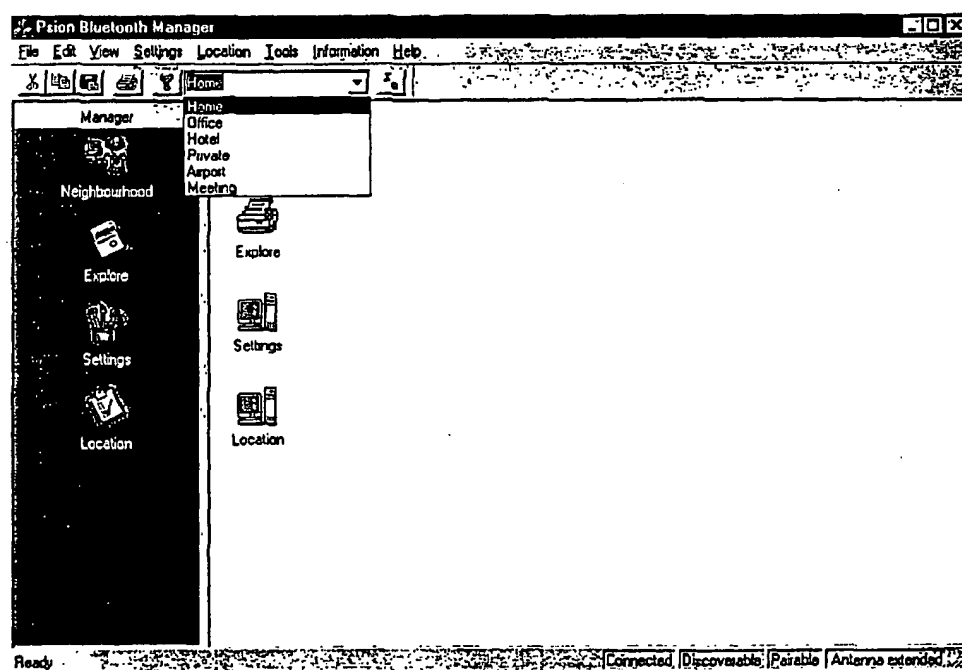 Psion Bluetooth Manager
File Edit View Settings Location Tools Information Help
Home
Home
Office
Hotel
Private
Airport
Meeting
Manager
Neighbourhood
Explore
Settings
Location
Explore
Settings
Location
Ready Connected Discoverable Pairable Antenna extended